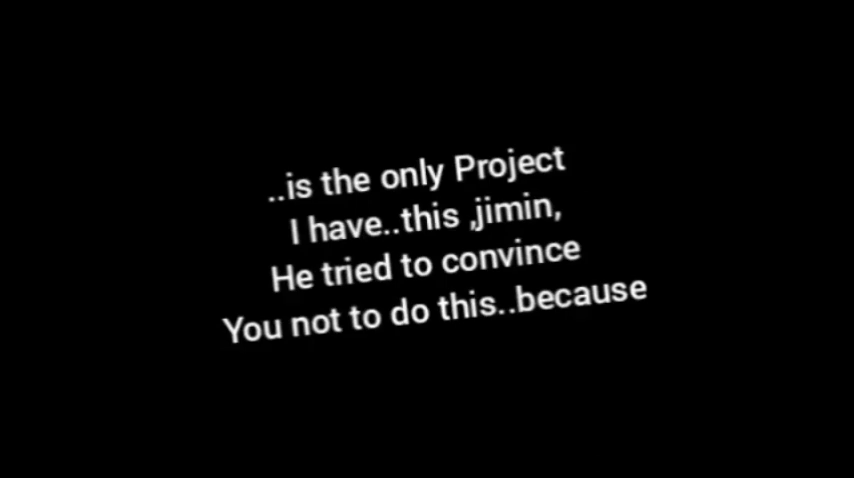 ..is the only Project
I have..this ,jimin,
He tried to convince
You not to do this..because